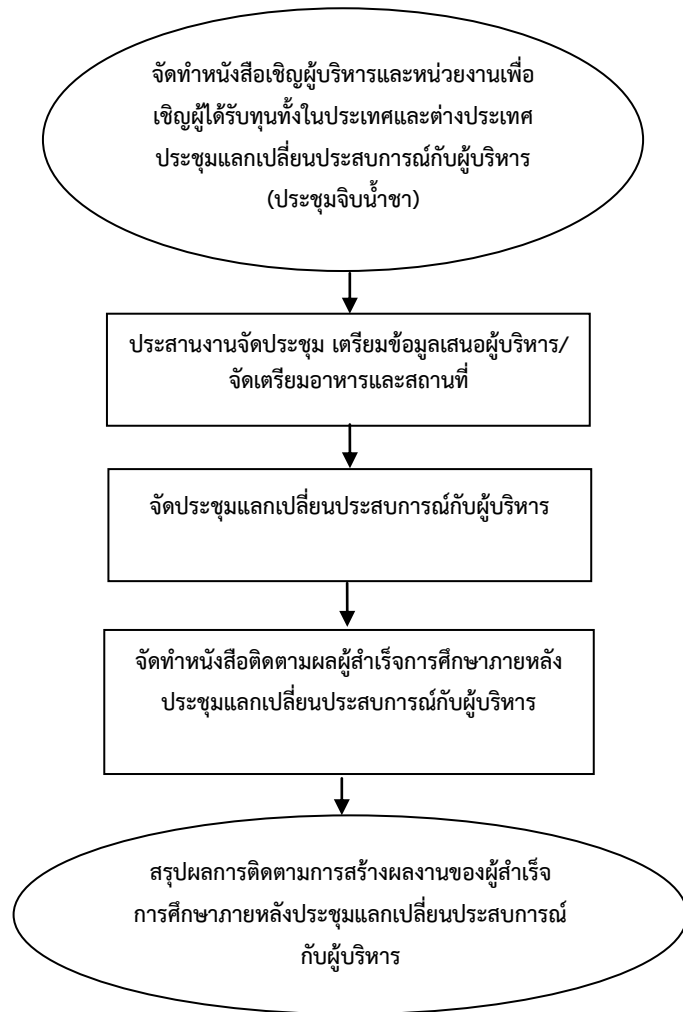 จัดทำหนังสือเชิญผู้บริหารและหน่วยงานเพื่อ
เชิญผู้ได้รับทุนทั้งในประเทศและต่างประเทศ
ประชุมแลกเปลี่ยนประสบการณ์กับผู้บริหาร
(ประชุมจิบน้ำชา)
ประสานงานจัดประชุม เตรียมข้อมูลเสนอผู้บริหาร/
จัดเตรียมอาหารและสถานที่
จัดประชุมแลกเปลี่ยนประสบการณ์กับผู้บริหาร
จัดทำหนังสือติดตามผลผู้สำเร็จการศึกษาภายหลัง
ประชุมแลกเปลี่ยนประสบการณ์กับผู้บริหาร
สรุปผลการติดตามการสร้างผลงานของผู้สำเร็จ
การศึกษาภายหลังประชุมแลกเปลี่ยนประสบการณ์
กับผู้บริหาร